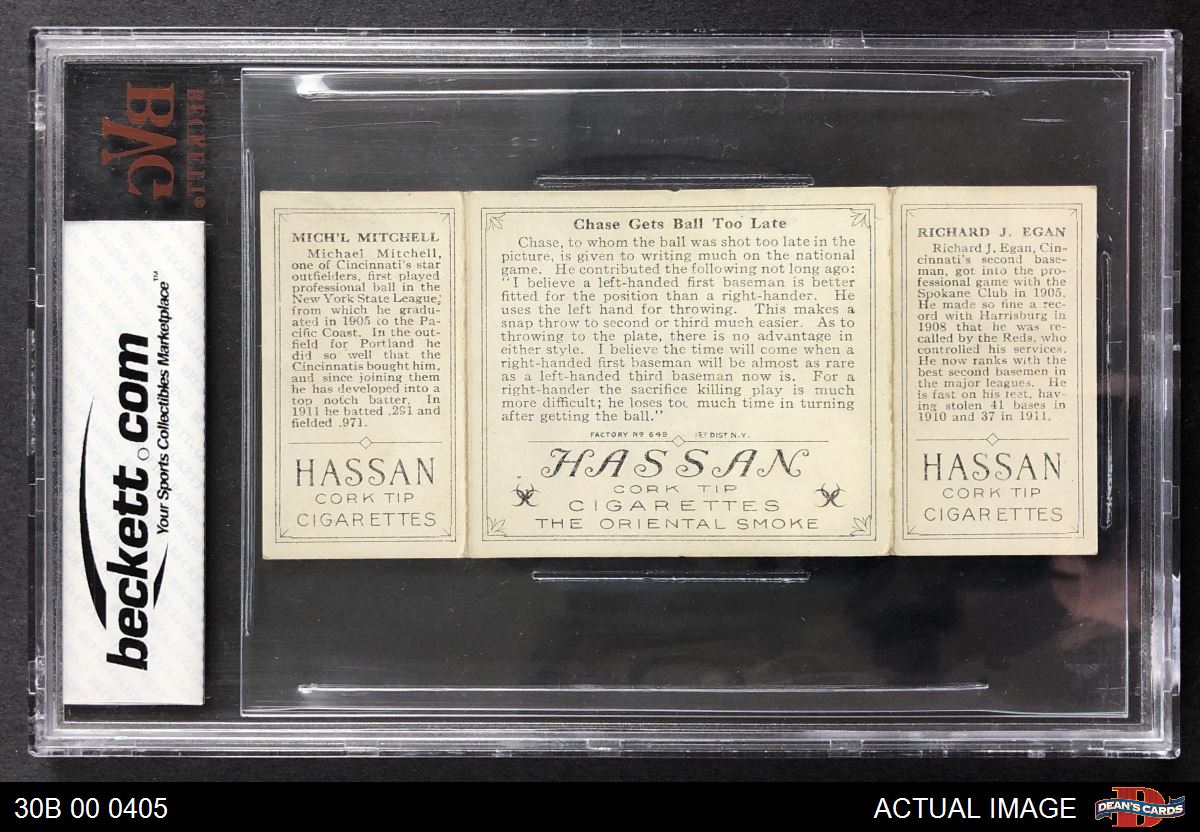 BECKETT®
BVG
beckett.com
Your Sports Collectibles Marketplace™
MICH'L MITCHELL
Michael Mitchell,
one of Cincinnati's star
outfielders, first played
professional ball in the
New York State League,
from which he gradu-
ated in 1905 to the Pa-
cific Coast. In the out-
field for Portland he
did so well that the
Cincinnatis bought him,
and since joining them
he has developed into a
top notch batter. In
1911 he batted .291 and
fielded .971.
HASSAN
CORK TIP
CIGARETTES
Chase Gets Ball Too Late
Chase, to whom the ball was shot too late in the
picture, is given to writing much on the national
game. He contributed the following not long ago:
"I believe a left-handed first baseman is better
fitted for the position than a right-hander. He
uses the left hand for throwing. This makes a
snap throw to second or third much easier. As to
throwing to the plate, there is no advantage in
either style. I believe the time will come when a
right-handed first baseman will be almost as rare
as a left-handed third baseman now is. For a
right-hander the sacrifice killing play is much
more difficult; he loses too much time in turning
after getting the ball."
FACTORY Nº 649 1ST DIST N.Y.
HASSAN
CORK TIP
CIGARETTES
THE ORIENTAL SMOKE
RICHARD J. EGAN
Richard J. Egan, Cin-
cinnati's second base-
man, got into the pro-
fessional game with the
Spokane Club in 1905.
He made so fine a rec-
ord with Harrisburg in
1908 that he was re-
called by the Reds, who
controlled his services.
He now ranks with the
best second basemen in
the major leagues. He
is fast on his feet, hav-
ing stolen 41 bases in
1910 and 37 in 1911.
HASSAN
CORK TIP
CIGARETTES
30B 00 0405
ACTUAL IMAGE
DEAN'S CARDS